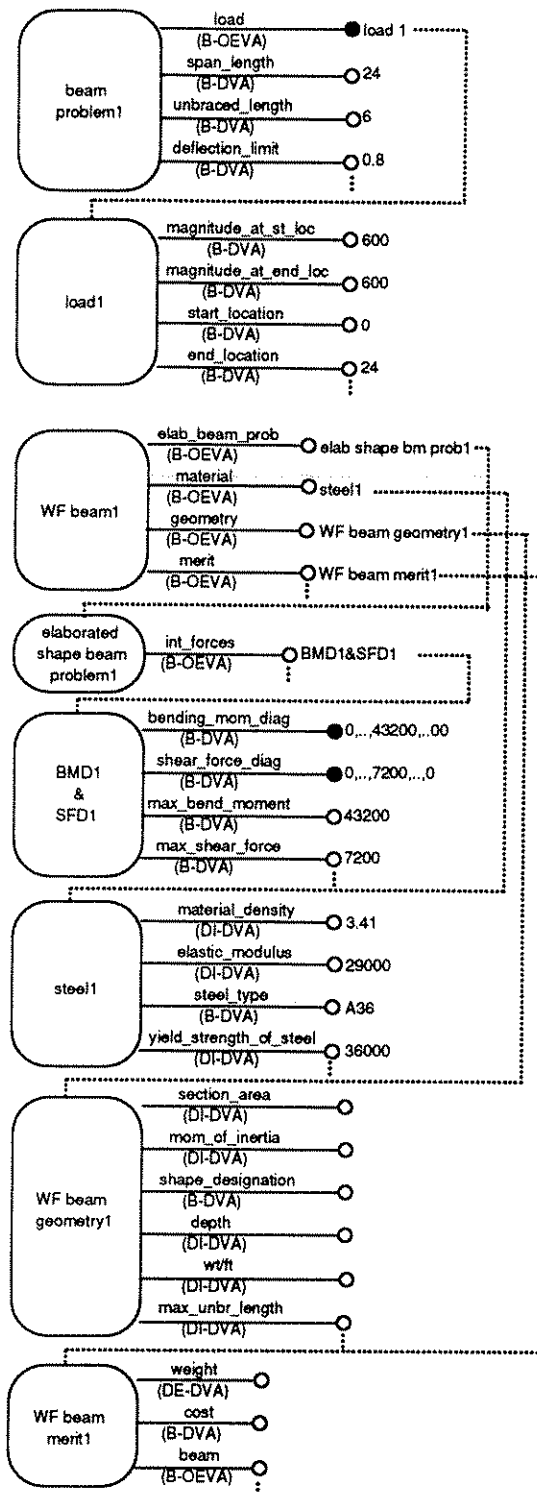 load
(B-OEVA)
load 1
span_length
(B-DVA)
24
beam
problem1
unbraced_length
(B-DVA)
6
deflection_limit
(B-DVA)
0.8
magnitude_at_st_loc
(B-DVA)
600
magnitude_at_end_loc
(B-DVA)
600
load1
start_location
(B-DVA)
0
end_location
(B-DVA)
24
elab_beam_prob
(B-OEVA)
elab shape bm prob1
material
(B-OEVA)
steel1
WF beam1
geometry
(B-OEVA)
WF beam geometry1
merit
(B-OEVA)
WF beam merit1
elaborated
shape beam
problem1
int_forces
(B-OEVA)
BMD1&SFD1
bending_mom_diag
(B-DVA)
0,..,43200,..00
BMD1
&
SFD1
shear_force_diag
(B-DVA)
0,..,7200,..,0
max_bend_moment
(B-DVA)
43200
max_shear_force
(B-DVA)
7200
material_density
(DI-DVA)
3.41
elastic_modulus
(DI-DVA)
29000
steel1
steel_type
(B-DVA)
A36
yield_strength_of_steel
(DI-DVA)
36000
section_area
(DI-DVA)
mom_of_inertia
(DI-DVA)
WF beam
geometry1
shape_designation
(B-DVA)
depth
(DI-DVA)
wt/ft
(DI-DVA)
max_unbr_length
(DI-DVA)
weight
(DE-DVA)
WF beam
merit1
cost
(B-DVA)
beam
(B-OEVA)